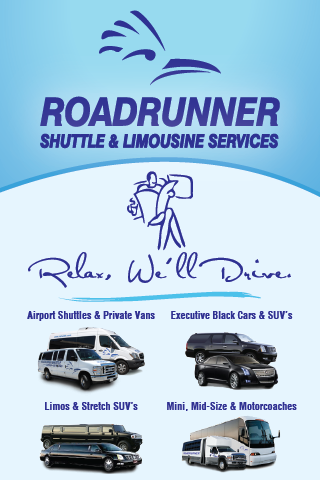 ROADRUNNER
SHUTTLE & LIMOUSINE SERVICES
Relax, We'll Drive.
Airport Shuttles & Private Vans
Executive Black Cars & SUV's
Limos & Stretch SUV's
Mini, Mid-Size & Motorcoaches